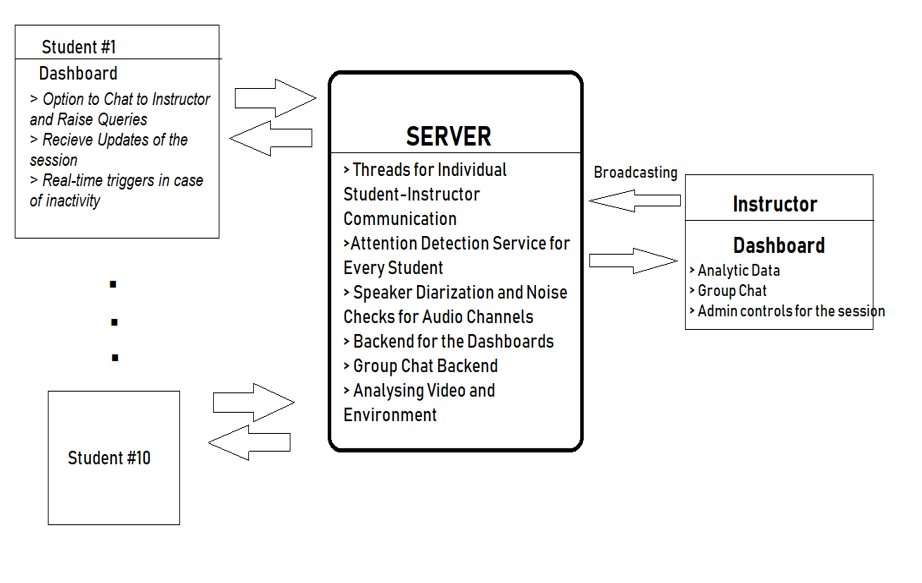 Student #1
Dashboard
> Option to Chat to Instructor
and Raise Queries
> Recieve Updates of the
session
> Real-time triggers in case
of inactivity
SERVER
> Threads for Individual
Student-Instructor
Communication
>Attention Detection Service for
Every Student
> Speaker Diarization and Noise
Checks for Audio Channels
> Backend for the Dashboards
> Group Chat Backend
> Analysing Video and
Environment
Broadcasting
Instructor
Dashboard
> Analytic Data
> Group Chat
> Admin controls for the session
Student #10